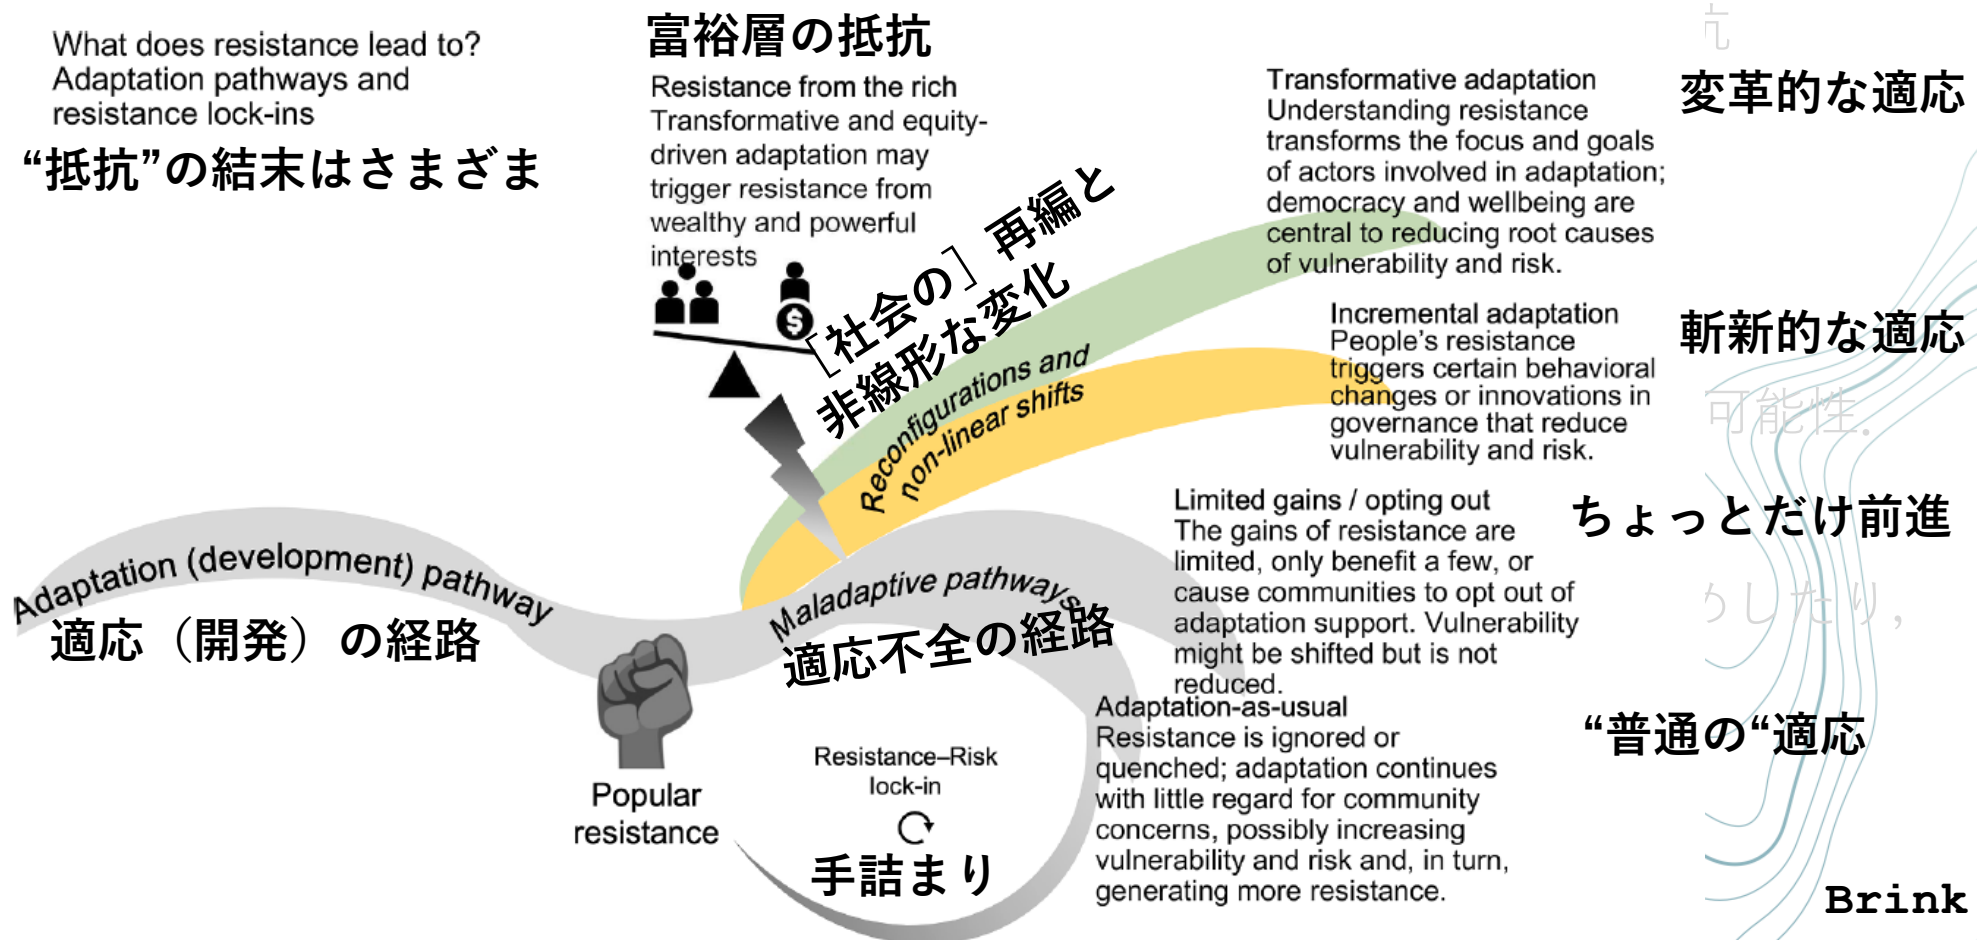 What does resistance lead to?
Adaptation pathways and
resistance lock-ins
“抵抗”の結末はさまざま
富裕層の抵抗
Resistance from the rich
Transformative and equity-
driven adaptation may
trigger resistance from
wealthy and powerful
interests
［社会の］再編と
非線形な変化
Reconfigurations and
non-linear shifts
Transformative adaptation
Understanding resistance
transforms the focus and goals
of actors involved in adaptation;
democracy and wellbeing are
central to reducing root causes
of vulnerability and risk.
抗
変革的な適応
Incremental adaptation
People’s resistance
triggers certain behavioral
changes or innovations in
governance that reduce
vulnerability and risk.
斬新的な適応
可能性.
Limited gains / opting out
The gains of resistance are
limited, only benefit a few, or
cause communities to opt out of
adaptation support. Vulnerability
might be shifted but is not
reduced.
ちょっとだけ前進
めしたり,
Adaptation (development) pathway
適応（開発）の経路
Maladaptive pathways
適応不全の経路
Popular
resistance
Resistance–Risk
lock-in
手詰まり
Adaptation-as-usual
Resistance is ignored or
quenched; adaptation continues
with little regard for community
concerns, possibly increasing
vulnerability and risk and, in turn,
generating more resistance.
“普通の“適応
Brink